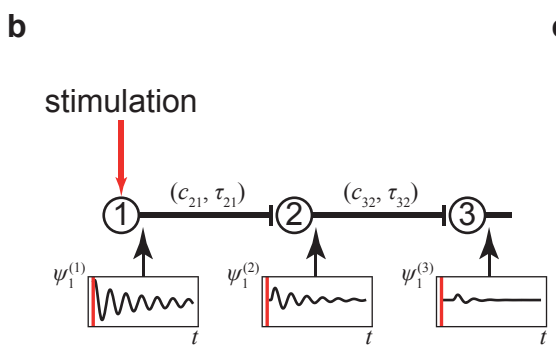 b
stimulation
(c₂₁, τ₂₁) (c₃₂, τ₃₂)
1 2 3
ψ₁⁽¹⁾ ψ₁⁽²⁾ ψ₁⁽³⁾
t t t